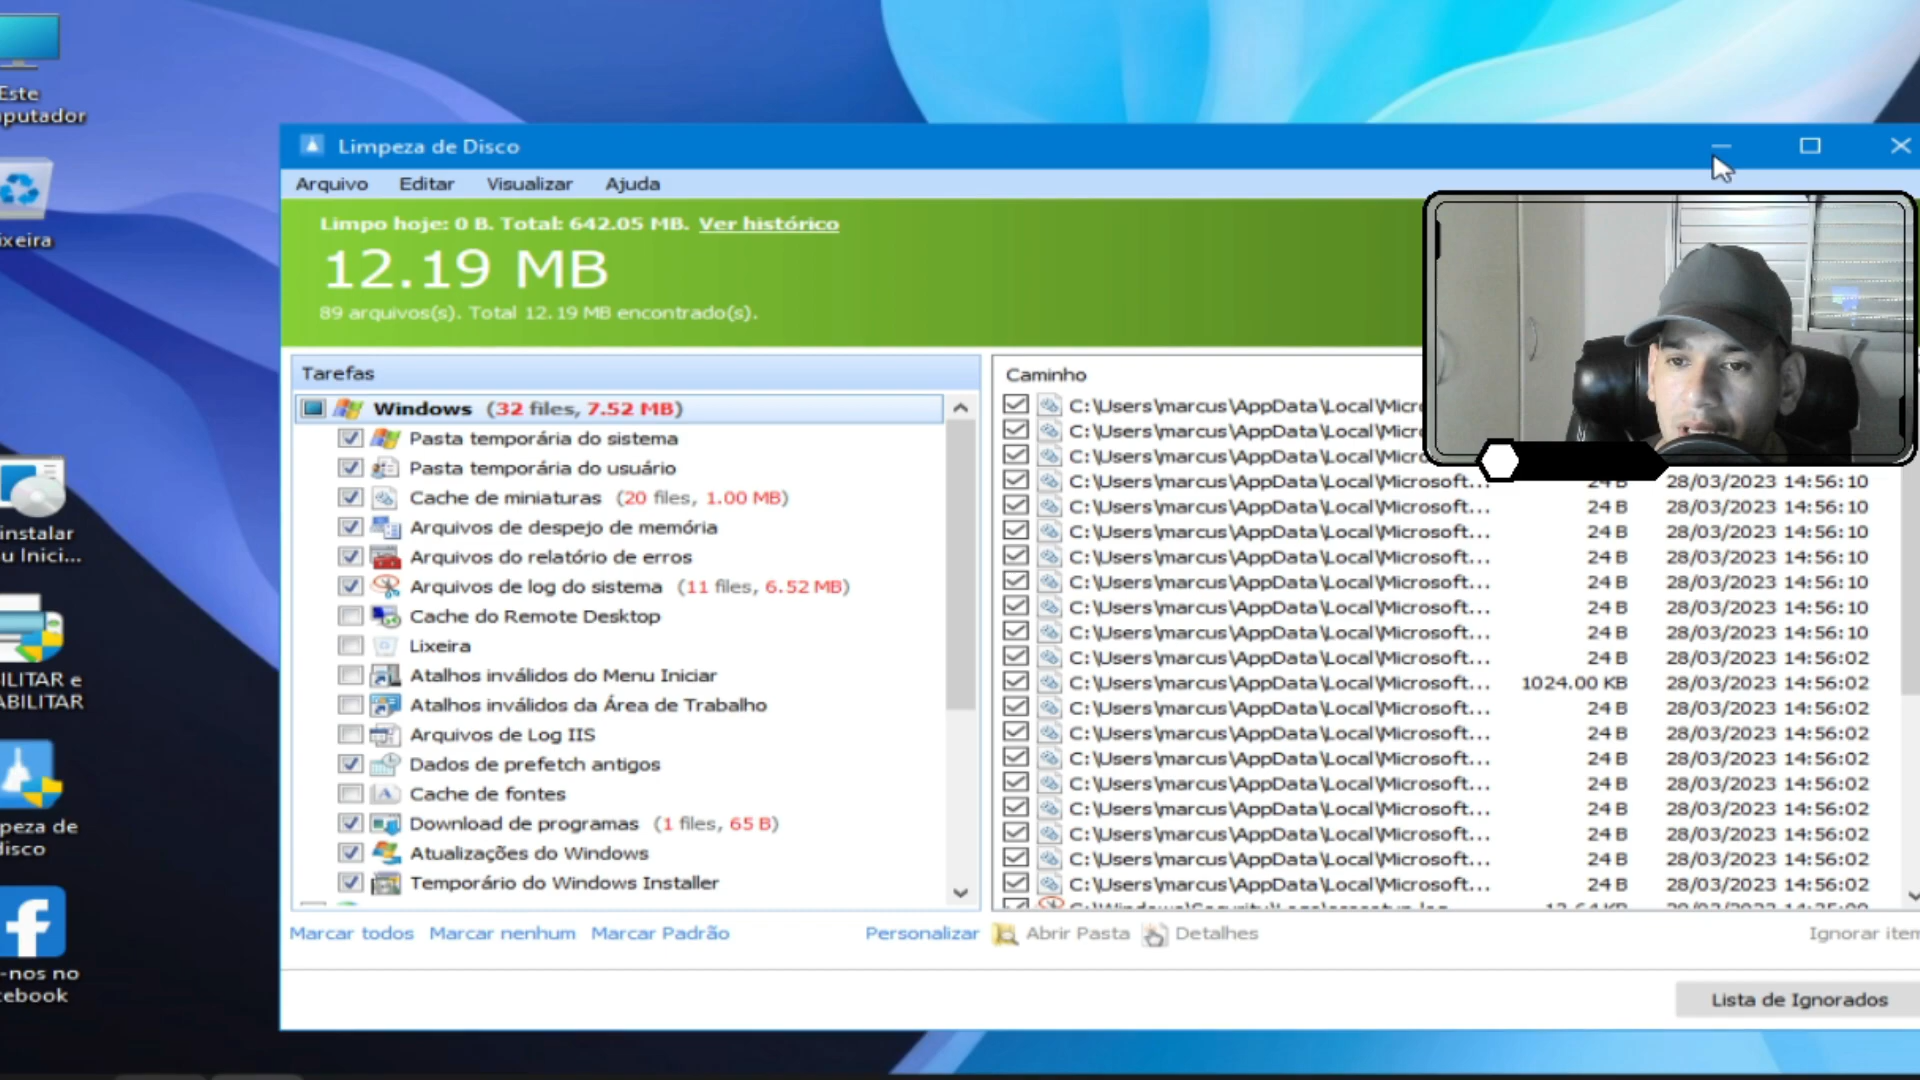 Este
putador
ixeira
instalar
u Inici...
ILITAR e
ABILITAR
peza de
disco
-nos no
cebook
Limpeza de Disco
Arquivo Editar Visualizar Ajuda
Limpo hoje: 0 B. Total: 642.05 MB. Ver histórico
12.19 MB
89 arquivos(s). Total 12.19 MB encontrado(s).
Tarefas
Windows (32 files, 7.52 MB)
Pasta temporária do sistema
Pasta temporária do usuário
Cache de miniaturas (20 files, 1.00 MB)
Arquivos de despejo de memória
Arquivos do relatório de erros
Arquivos de log do sistema (11 files, 6.52 MB)
Cache do Remote Desktop
Lixeira
Atalhos inválidos do Menu Iniciar
Atalhos inválidos da Área de Trabalho
Arquivos de Log IIS
Dados de prefetch antigos
Cache de fontes
Download de programas (1 files, 65 B)
Atualizações do Windows
Temporário do Windows Installer
Marcar todos Marcar nenhum Marcar Padrão Personalizar
Caminho
C:\Users\marcus\AppData\Local\Micro
C:\Users\marcus\AppData\Local\Micro
C:\Users\marcus\AppData\Local\Micro
C:\Users\marcus\AppData\Local\Microsoft... 24 B 28/03/2023 14:56:10
C:\Users\marcus\AppData\Local\Microsoft... 24 B 28/03/2023 14:56:10
C:\Users\marcus\AppData\Local\Microsoft... 24 B 28/03/2023 14:56:10
C:\Users\marcus\AppData\Local\Microsoft... 24 B 28/03/2023 14:56:10
C:\Users\marcus\AppData\Local\Microsoft... 24 B 28/03/2023 14:56:10
C:\Users\marcus\AppData\Local\Microsoft... 24 B 28/03/2023 14:56:10
C:\Users\marcus\AppData\Local\Microsoft... 24 B 28/03/2023 14:56:10
C:\Users\marcus\AppData\Local\Microsoft... 24 B 28/03/2023 14:56:02
C:\Users\marcus\AppData\Local\Microsoft... 1024.00 KB 28/03/2023 14:56:02
C:\Users\marcus\AppData\Local\Microsoft... 24 B 28/03/2023 14:56:02
C:\Users\marcus\AppData\Local\Microsoft... 24 B 28/03/2023 14:56:02
C:\Users\marcus\AppData\Local\Microsoft... 24 B 28/03/2023 14:56:02
C:\Users\marcus\AppData\Local\Microsoft... 24 B 28/03/2023 14:56:02
C:\Users\marcus\AppData\Local\Microsoft... 24 B 28/03/2023 14:56:02
C:\Users\marcus\AppData\Local\Microsoft... 24 B 28/03/2023 14:56:02
C:\Users\marcus\AppData\Local\Microsoft... 24 B 28/03/2023 14:56:02
C:\Users\marcus\AppData\Local\Microsoft... 24 B 28/03/2023 14:56:02
Abrir Pasta Detalhes Ignorar item
Lista de Ignorados